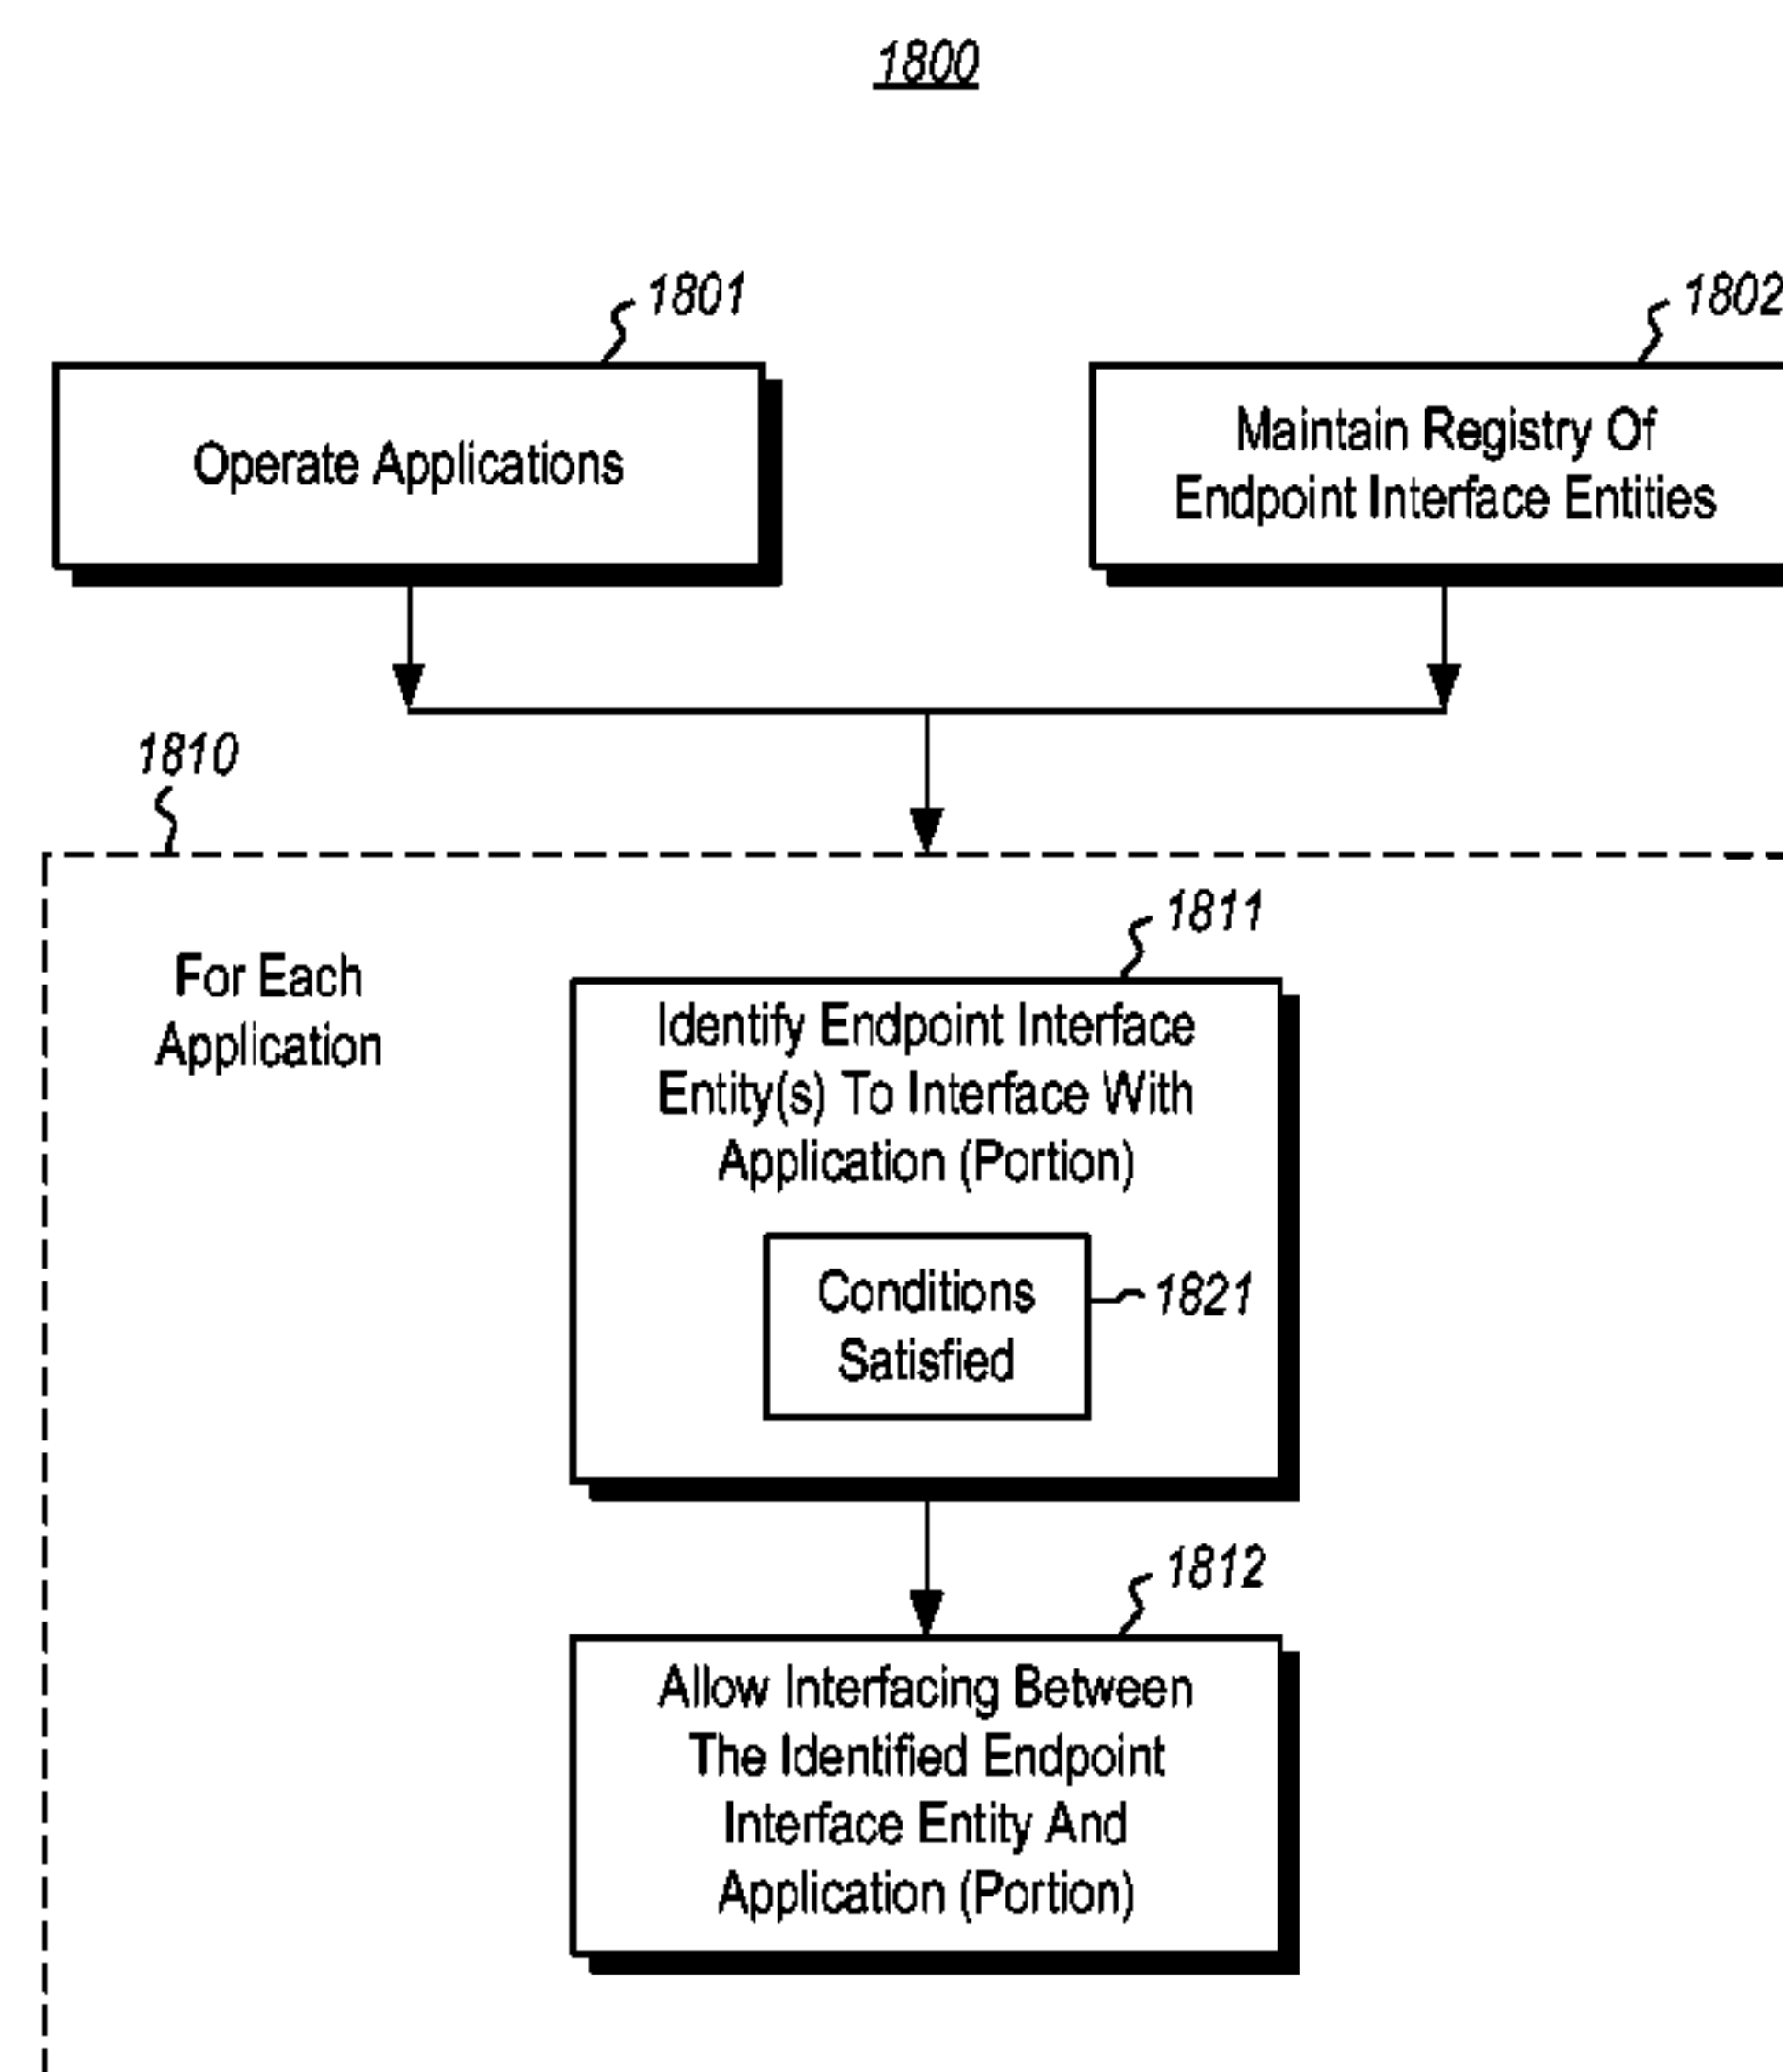 1800
1801
Operate Applications
1802
Maintain Registry Of
Endpoint Interface Entities
1810
For Each
Application
1811
Identify Endpoint Interface
Entity(s) To Interface With
Application (Portion)
Conditions
Satisfied
1821
1812
Allow Interfacing Between
The Identified Endpoint
Interface Entity And
Application (Portion)